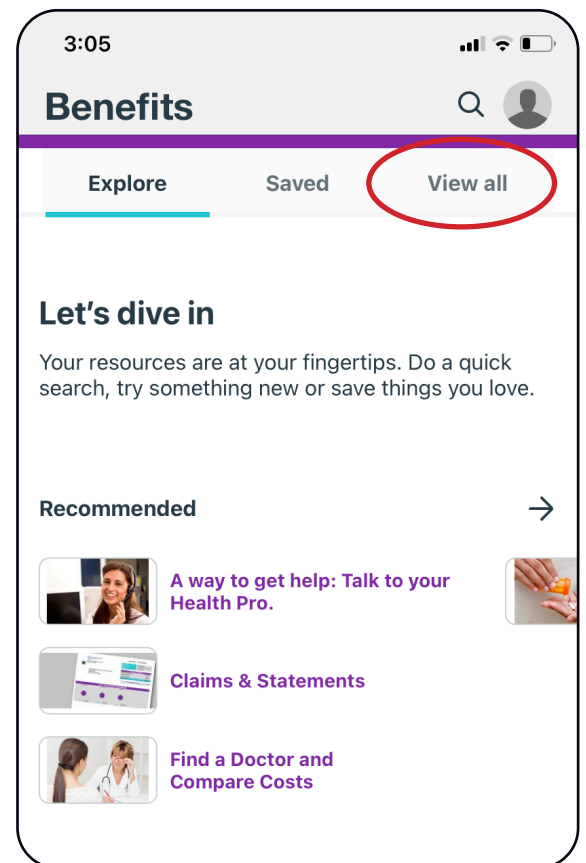 3:05
Benefits
Explore
Saved
View all
Let's dive in
Your resources are at your fingertips. Do a quick
search, try something new or save things you love.
Recommended
A way to get help: Talk to your
Health Pro.
Claims & Statements
Find a Doctor and
Compare Costs